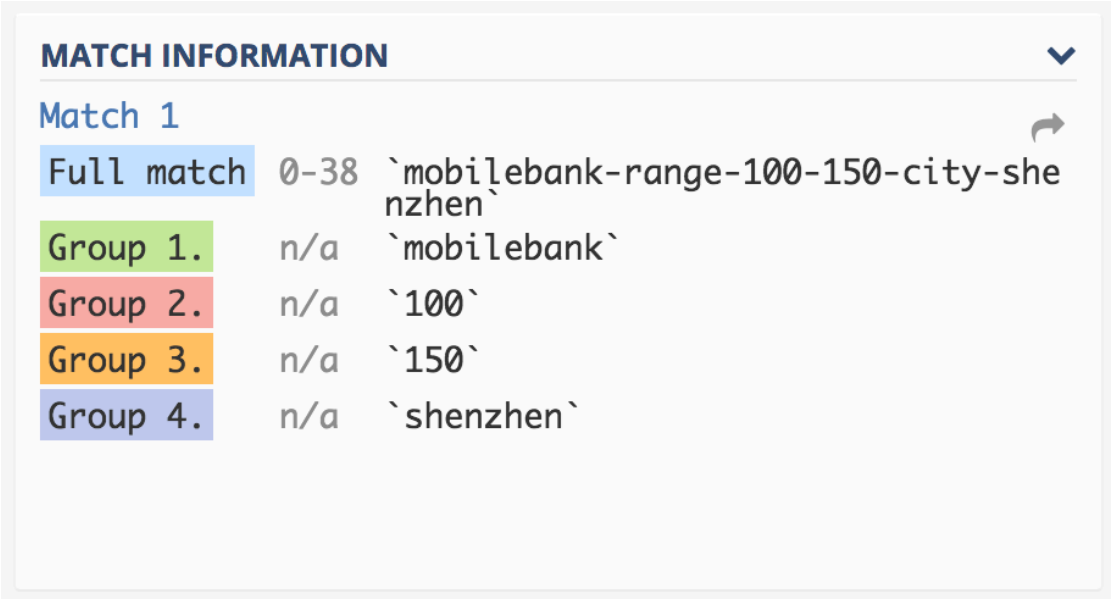 MATCH INFORMATION
Match 1
Full match 0-38 `mobilebank-range-100-150-city-she
nzhen`
Group 1. n/a `mobilebank`
Group 2. n/a `100`
Group 3. n/a `150`
Group 4. n/a `shenzhen`